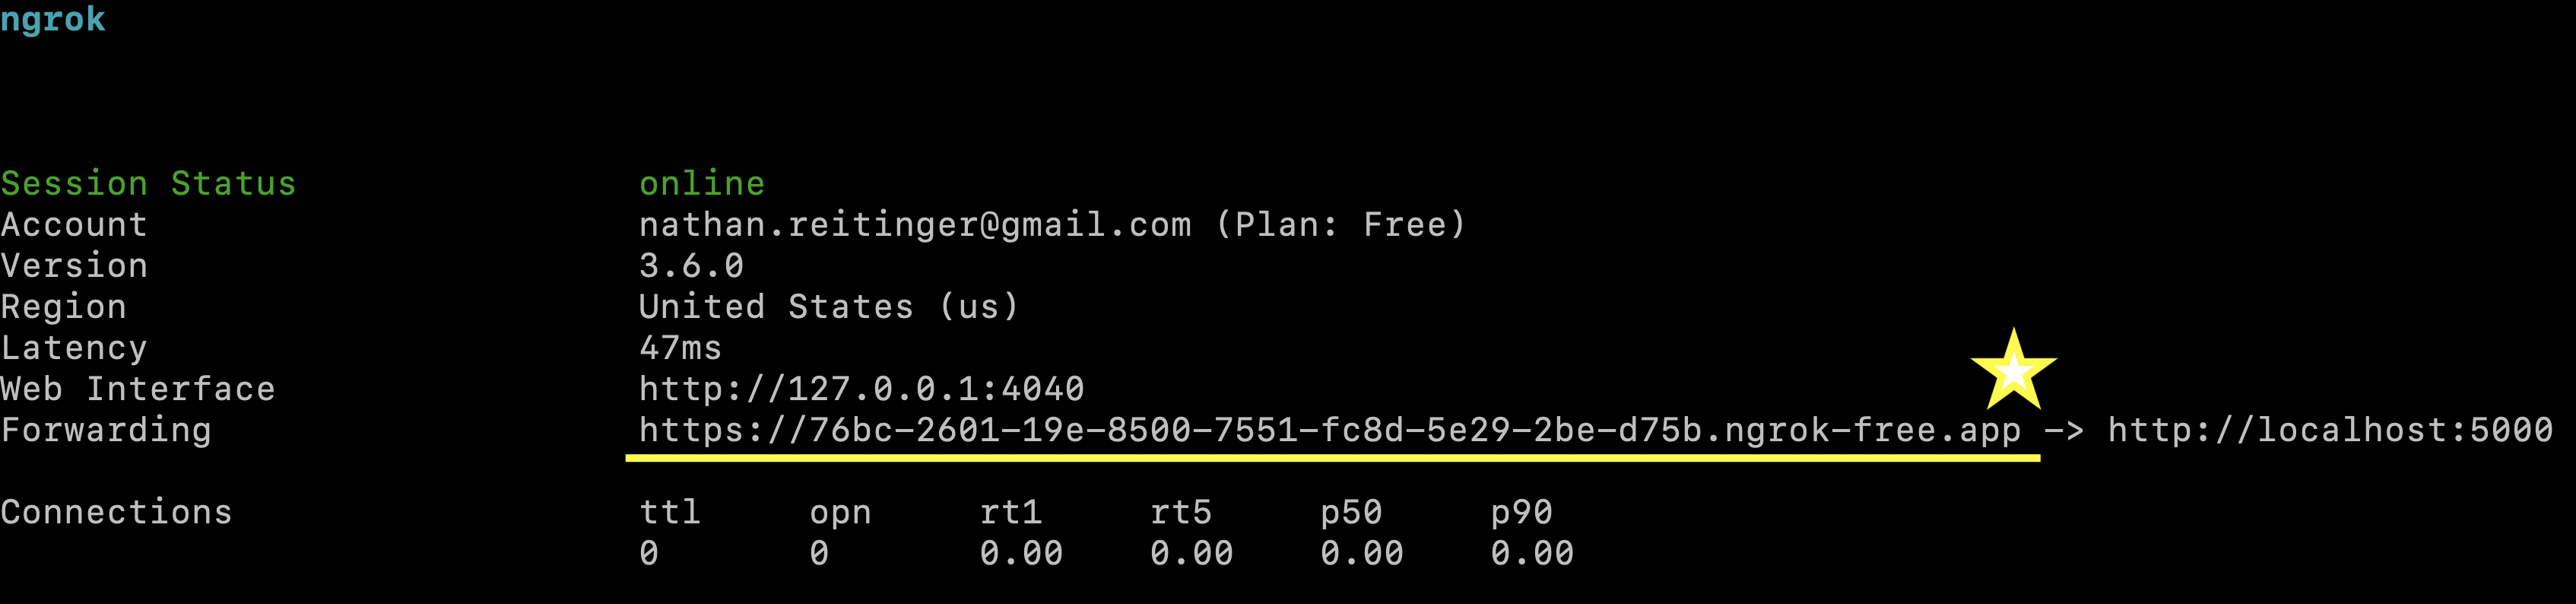 ngrok
Session Status online
Account nathan.reitinger@gmail.com (Plan: Free)
Version 3.6.0
Region United States (us)
Latency 47ms
Web Interface http://127.0.0.1:4040
Forwarding https://76bc-2601-19e-8500-7551-fc8d-5e29-2be-d75b.ngrok-free.app -> http://localhost:5000
Connections ttl opn rt1 rt5 p50 p90
0 0 0.00 0.00 0.00 0.00